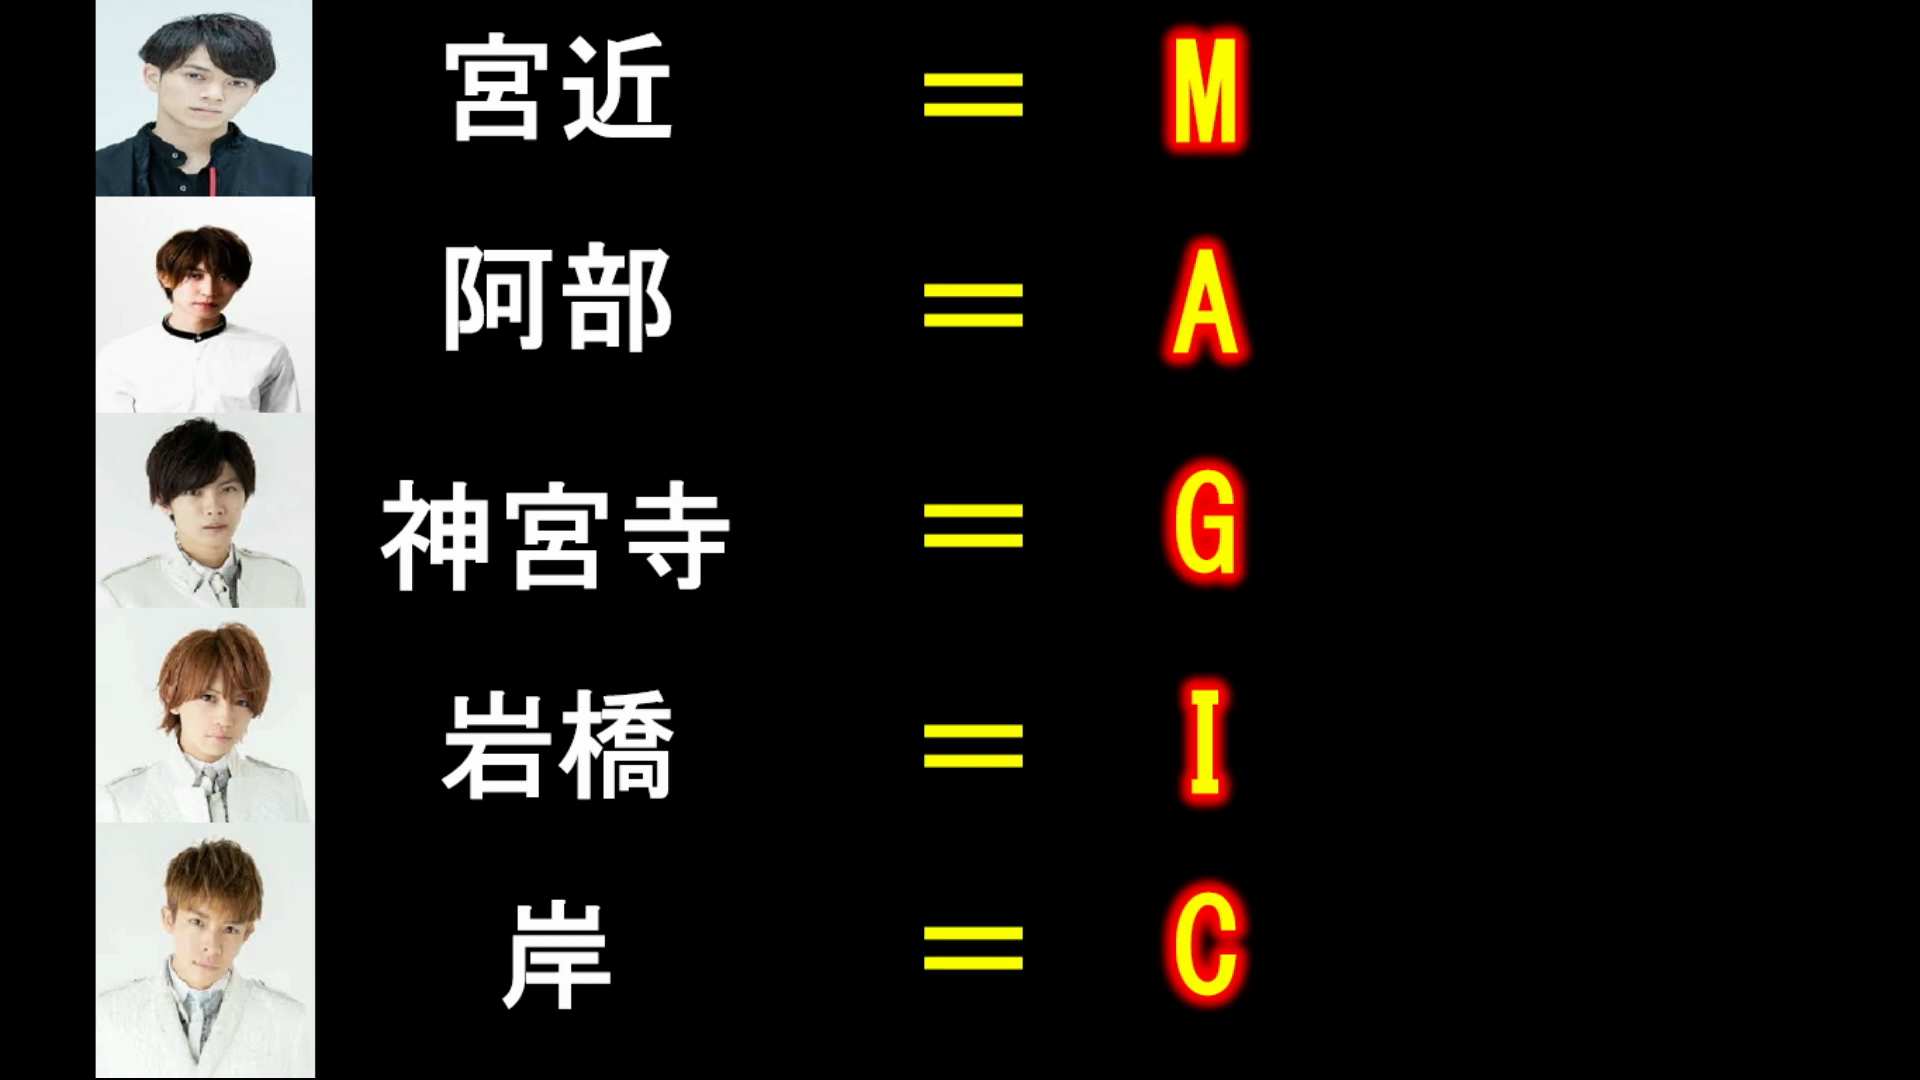 宮近 = M
阿部 = A
神宮寺 = G
岩橋 = I
岸 = C